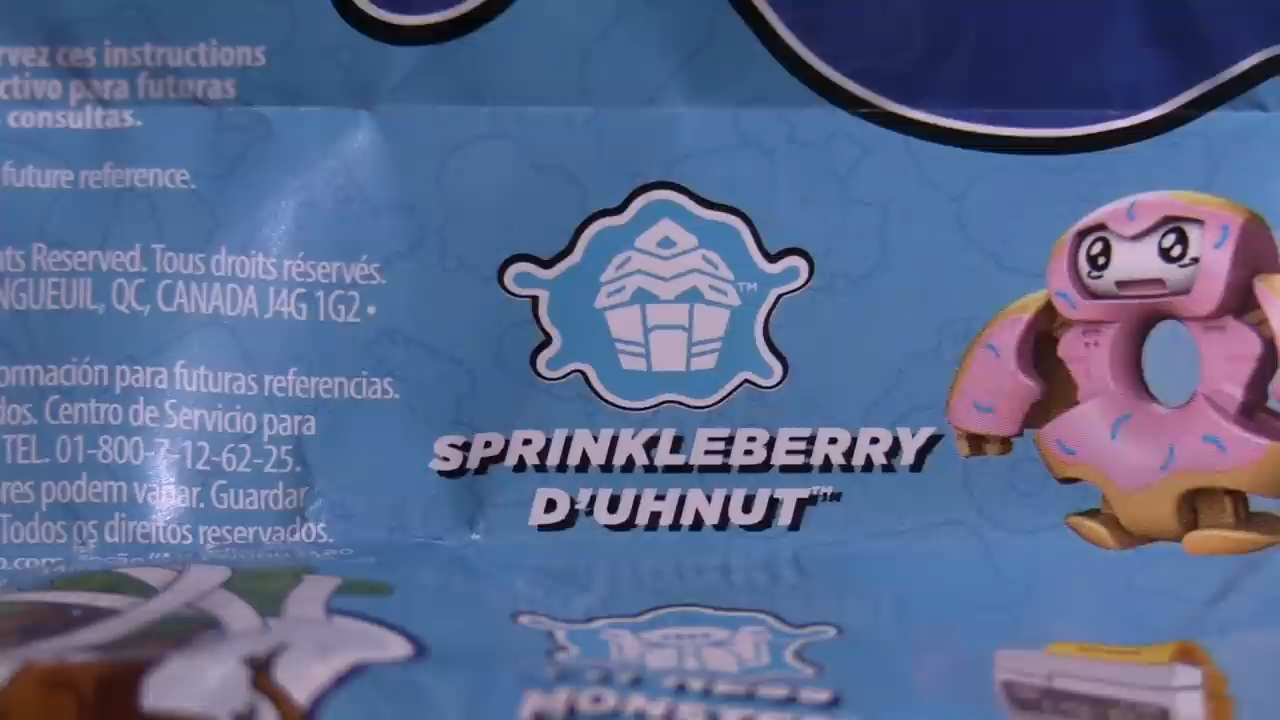 rvez ces instructions
ctivo para futuras
consultas.
future reference.
ts Reserved. Tous droits réservés.
NGUEUIL, QC, CANADA J4G 1G2 •
ormación para futuras referencias.
dos. Centro de Servicio para
TEL. 01-800-7-12-62-25.
res podem variar. Guardar
Todos os direitos reservados.
TM
SPRINKLEBERRY
D'UHNUT™